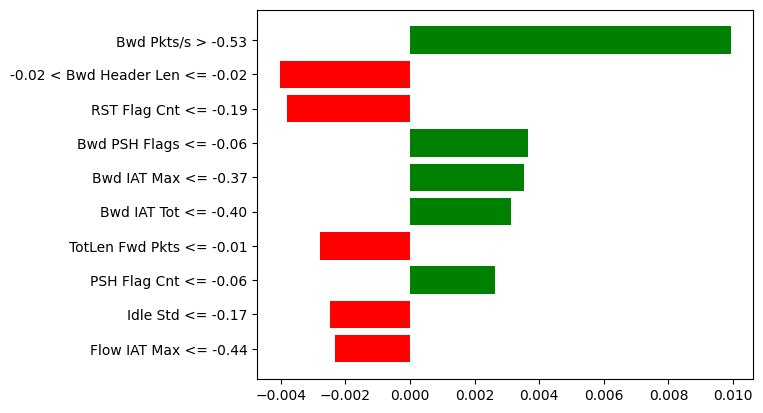 Bwd Pkts/s > -0.53
-0.02 < Bwd Header Len <= -0.02
RST Flag Cnt <= -0.19
Bwd PSH Flags <= -0.06
Bwd IAT Max <= -0.37
Bwd IAT Tot <= -0.40
TotLen Fwd Pkts <= -0.01
PSH Flag Cnt <= -0.06
Idle Std <= -0.17
Flow IAT Max <= -0.44
−0.004 −0.002 0.000 0.002 0.004 0.006 0.008 0.010